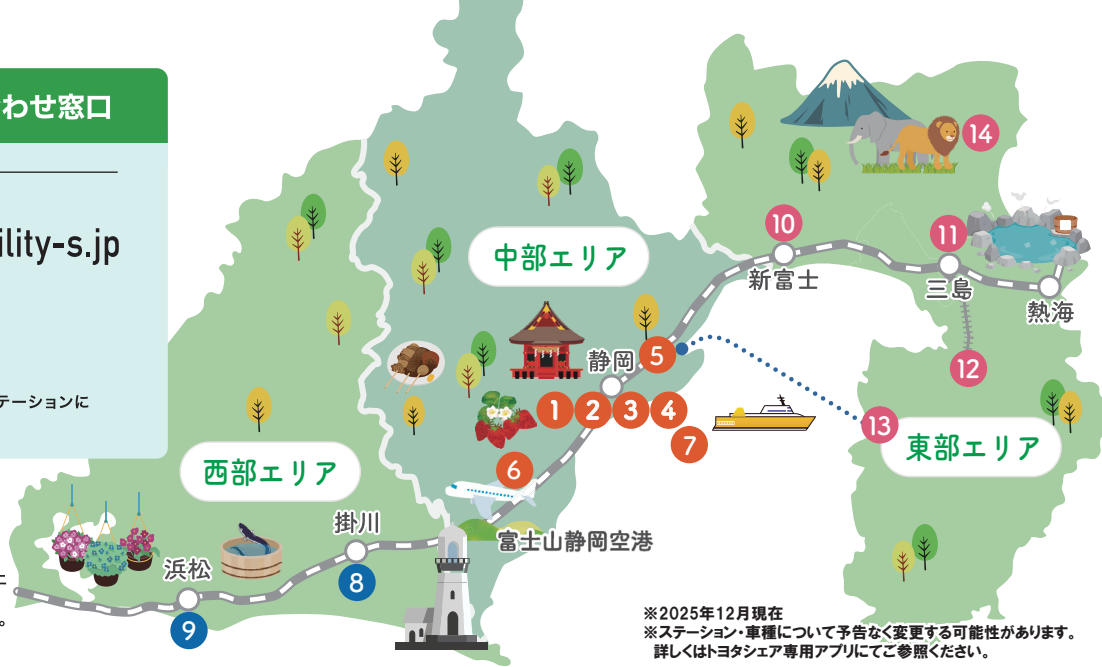 わせ窓口
ility-s.jp
テーションに
。
中部エリア
西部エリア
東部エリア
新富士
三島
熱海
静岡
富士山静岡空港
掛川
浜松
1
2
3
4
5
6
7
8
9
10
11
12
13
14
※2025年12月現在
※ステーション・車種について予告なく変更する可能性があります。
詳しくはトヨタシェア専用アプリにてご参照ください。